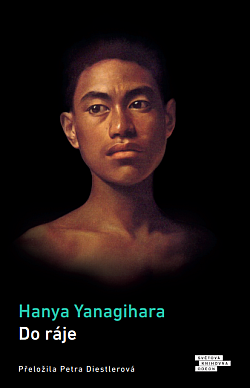 Hanya Yanagihara
Do ráje
SVĚTOVÁ
KNIHOVNA
ODEON
Přeložila Petra Diestlerová